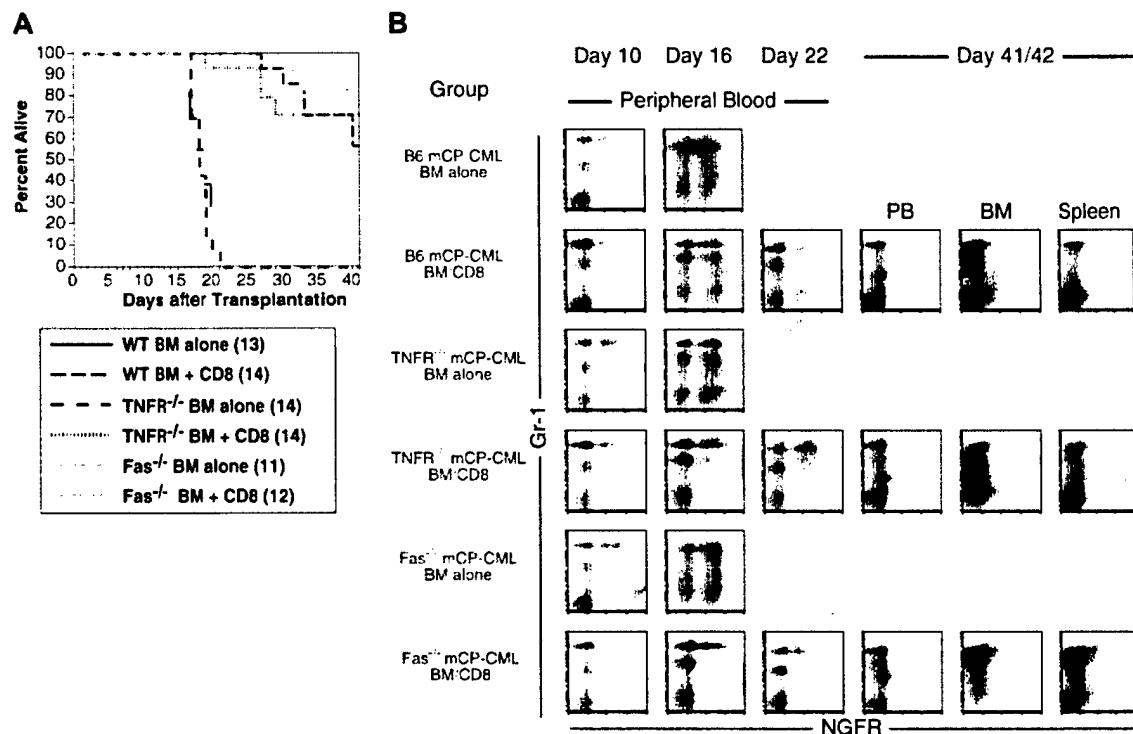 A
100
90
80
70
60
50
40
30
20
10
0
Percent Alive
0 5 10 15 20 25 30 35 40
Days after Transplantation
WT BM alone (13)
WT BM + CD8 (14)
TNFR-/- BM alone (14)
TNFR-/- BM + CD8 (14)
Fas-/- BM alone (11)
Fas-/- BM + CD8 (12)
B
Day 10 Day 16 Day 22 Day 41/42
Group
Peripheral Blood
B6 mCP-CML
BM alone
PB BM Spleen
B6 mCP-CML
BM:CD8
TNFR-/- mCP-CML
BM alone
Gr-1
TNFR-/- mCP-CML
BM:CD8
Fas-/- mCP-CML
BM alone
Fas-/- mCP-CML
BM:CD8
NGFR